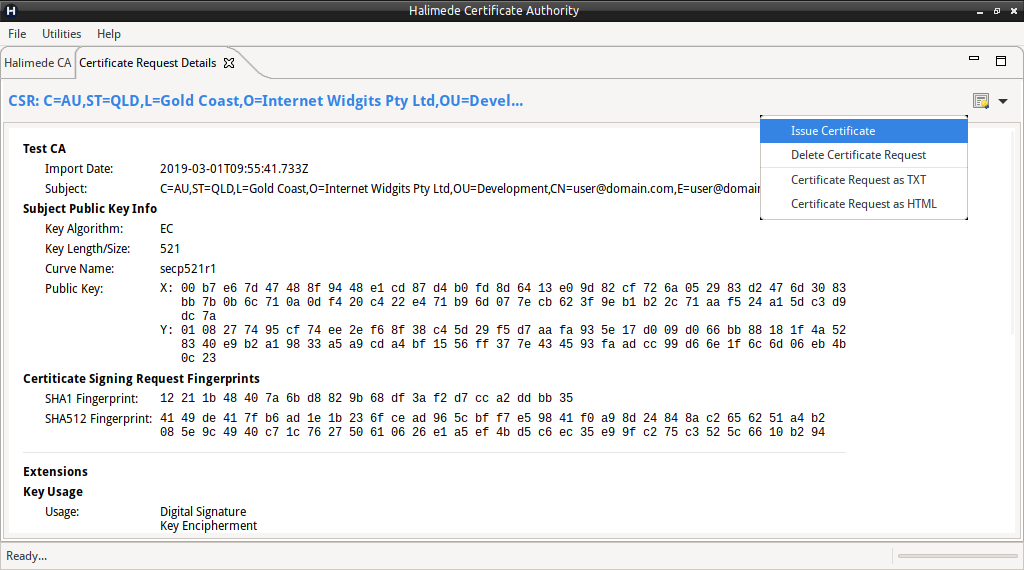 H
Halimede Certificate Authority
File Utilities Help
Halimede CA Certificate Request Details
CSR: C=AU,ST=QLD,L=Gold Coast,O=Internet Widgits Pty Ltd,OU=Devel...
Issue Certificate
Delete Certificate Request
Certificate Request as TXT
Certificate Request as HTML
Test CA
Import Date: 2019-03-01T09:55:41.733Z
Subject: C=AU,ST=QLD,L=Gold Coast,O=Internet Widgits Pty Ltd,OU=Development,CN=user@domain.com,E=user@domain
Subject Public Key Info
Key Algorithm: EC
Key Length/Size: 521
Curve Name: secp521r1
Public Key: X: 00 b7 e6 7d 47 48 8f 94 48 e1 cd 87 d4 b0 fd 8d 64 13 e0 9d 82 cf 72 6a 05 29 83 d2 47 6d 30 83
bb 7b 0b 6c 71 0a 0d f4 20 c4 22 e4 71 b9 6d 07 7e cb 62 3f 9e b1 b2 2c 71 aa f5 24 a1 5d c3 d9
dc 7a
Y: 01 08 27 74 95 cf 74 ee 2e f6 8f 38 c4 5d 29 f5 d7 aa fa 93 5e 17 d0 09 d0 66 bb 88 18 1f 4a 52
83 40 e9 b2 a1 98 33 a5 a9 cd a4 bf 15 56 ff 37 7e 43 45 93 fa ad cc 99 d6 6e 1f 6c 6d 06 eb 4b
0c 23
Certiticate Signing Request Fingerprints
SHA1 Fingerprint: 12 21 1b 48 40 7a 6b d8 82 9b 68 df 3a f2 d7 cc a2 dd bb 35
SHA512 Fingerprint: 41 49 de 41 7f b6 ad 1e 1b 23 6f ce ad 96 5c bf f7 e5 98 41 f0 a9 8d 24 84 8a c2 65 62 51 a4 b2
08 5e 9c 49 40 c7 1c 76 27 50 61 06 26 e1 a5 ef 4b d5 c6 ec 35 e9 9f c2 75 c3 52 5c 66 10 b2 94
Extensions
Key Usage
Usage: Digital Signature
Key Encipherment
Ready...